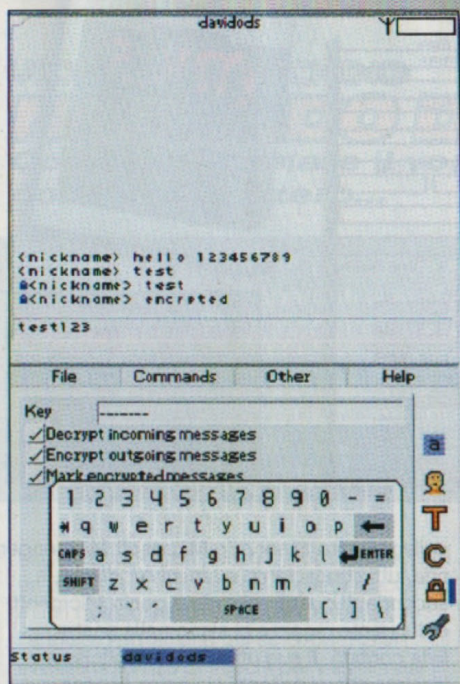 davidods
<nickname> hello 123456789
<nickname> test
<nickname> test
<nickname> encrpted
test123
File Commands Other Help
Key -------
Decrypt incoming messages
Encrypt outgoing messages
Mark encrypted messages
1 2 3 4 5 6 7 8 9 0 - =
q w e r t y u i o p
CAPS a s d f g h j k l ENTER
SHIFT z x c v b n m , . /
; ` ´ SPACE [ ] \
a
T
C
Status davidods